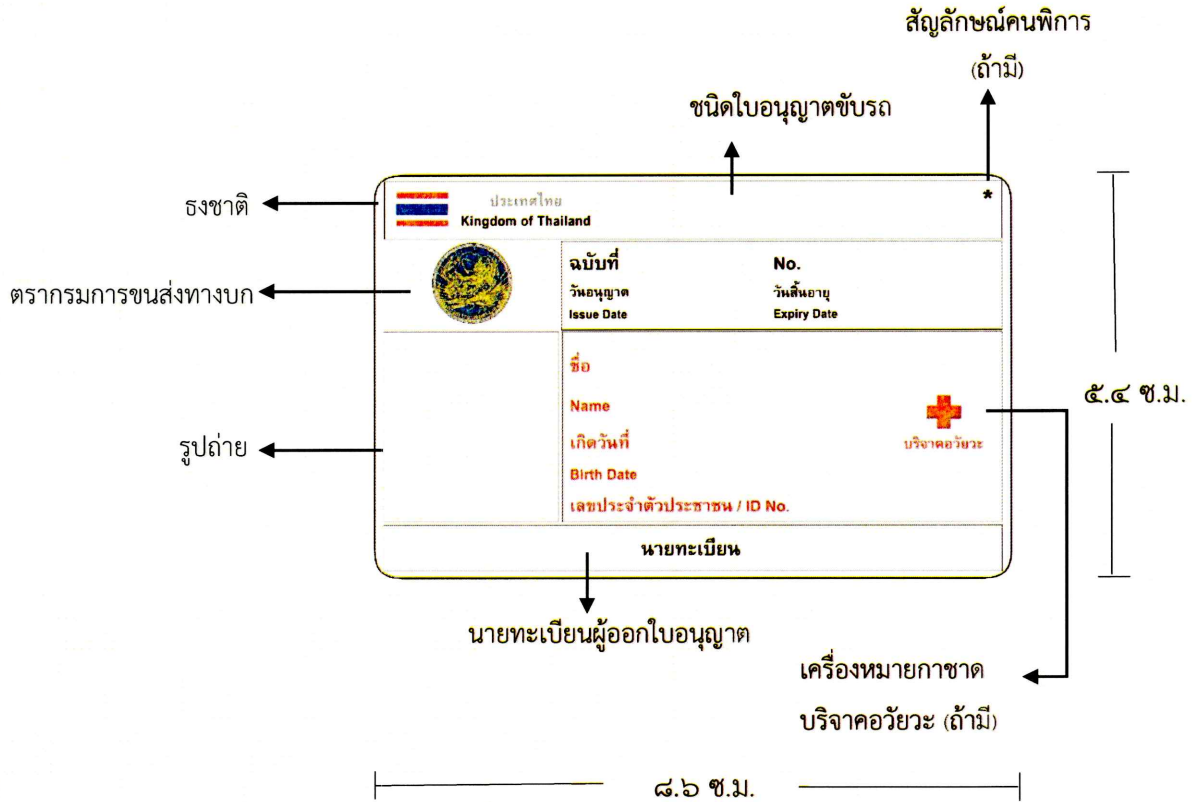 สัญลักษณ์คนพิการ
(ถ้ามี)
ชนิดใบอนุญาตขับรถ
ธงชาติ
ประเทศไทย
Kingdom of Thailand
*
ตรากรมการขนส่งทางบก
ฉบับที่ No.
วันอนุญาต วันสิ้นอายุ
Issue Date Expiry Date
ชื่อ
Name
เกิดวันที่
Birth Date
เลขประจำตัวประชาชน / ID No.
บริจาคอวัยวะ
๕.๔ ซ.ม.
รูปถ่าย
นายทะเบียน
นายทะเบียนผู้ออกใบอนุญาต
เครื่องหมายกาชาด
บริจาคอวัยวะ (ถ้ามี)
๘.๖ ซ.ม.